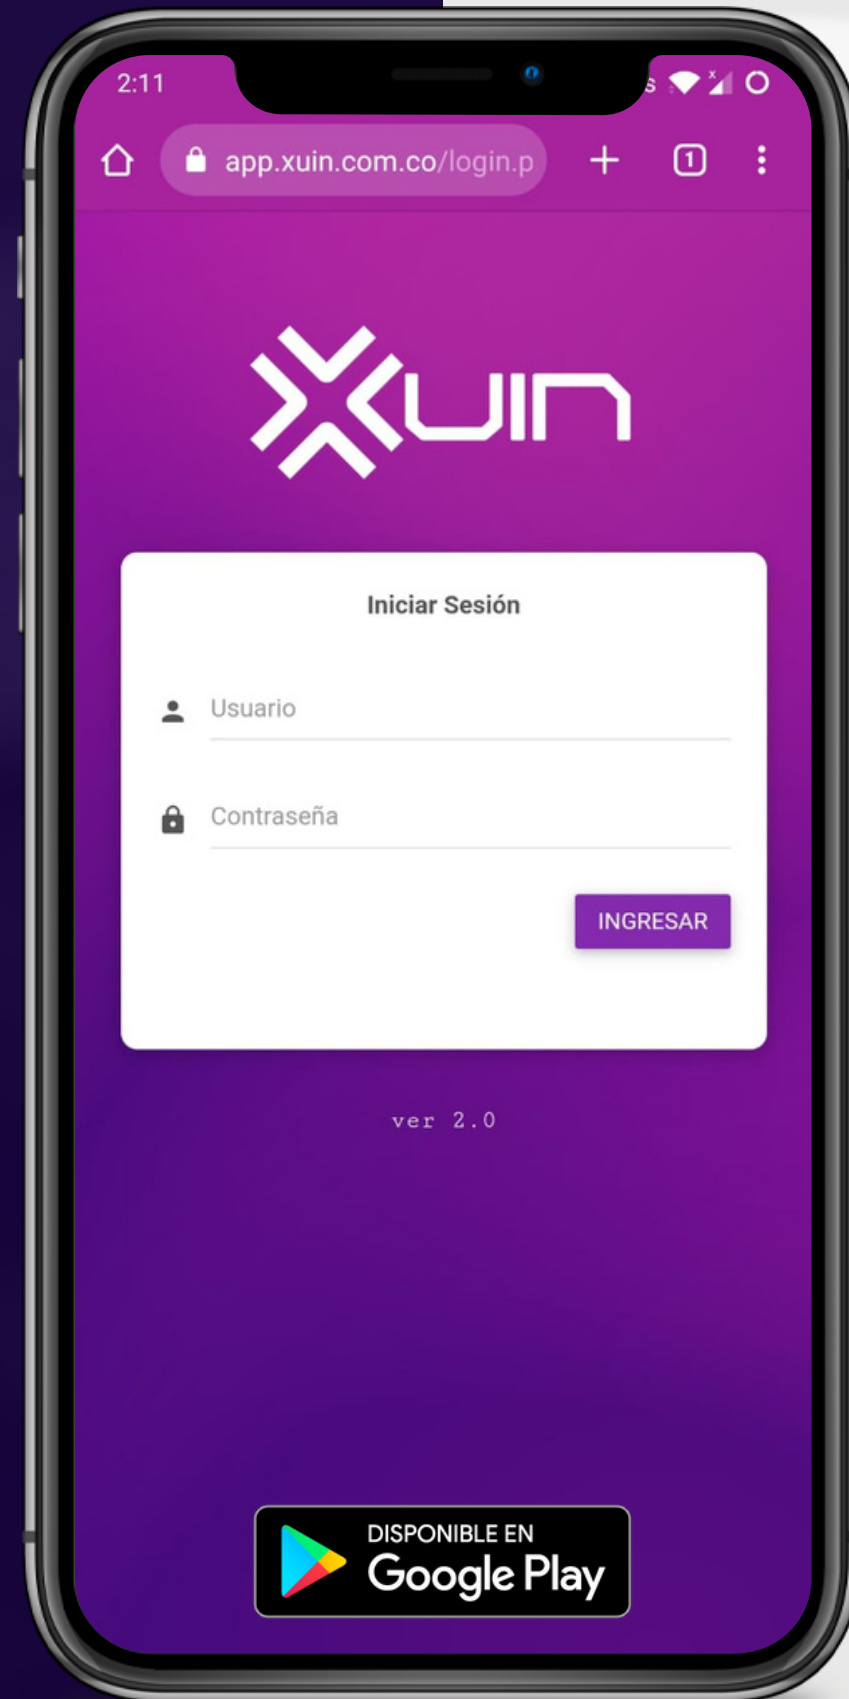 2:11
app.xuin.com.co/login.p
1
Xuin
Iniciar Sesión
Usuario
Contraseña
INGRESAR
ver 2.0
DISPONIBLE EN
Google Play